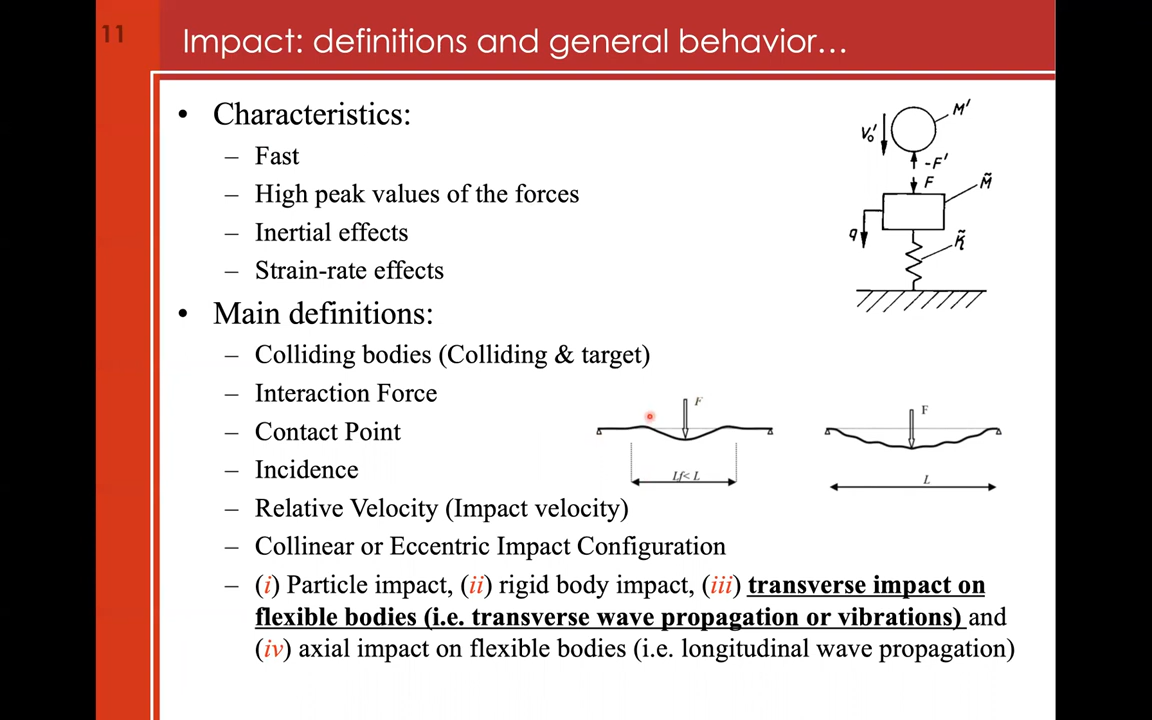 11
Impact: definitions and general behavior…
• Characteristics:
– Fast
– High peak values of the forces
– Inertial effects
– Strain-rate effects
• Main definitions:
– Colliding bodies (Colliding & target)
– Interaction Force
– Contact Point
– Incidence
– Relative Velocity (Impact velocity)
– Collinear or Eccentric Impact Configuration
– (i) Particle impact, (ii) rigid body impact, (iii) transverse impact on
flexible bodies (i.e. transverse wave propagation or vibrations) and
(iv) axial impact on flexible bodies (i.e. longitudinal wave propagation)
M'
V₀'
-F'
F
M̃
q
K̃
F
Lf< L
F
L